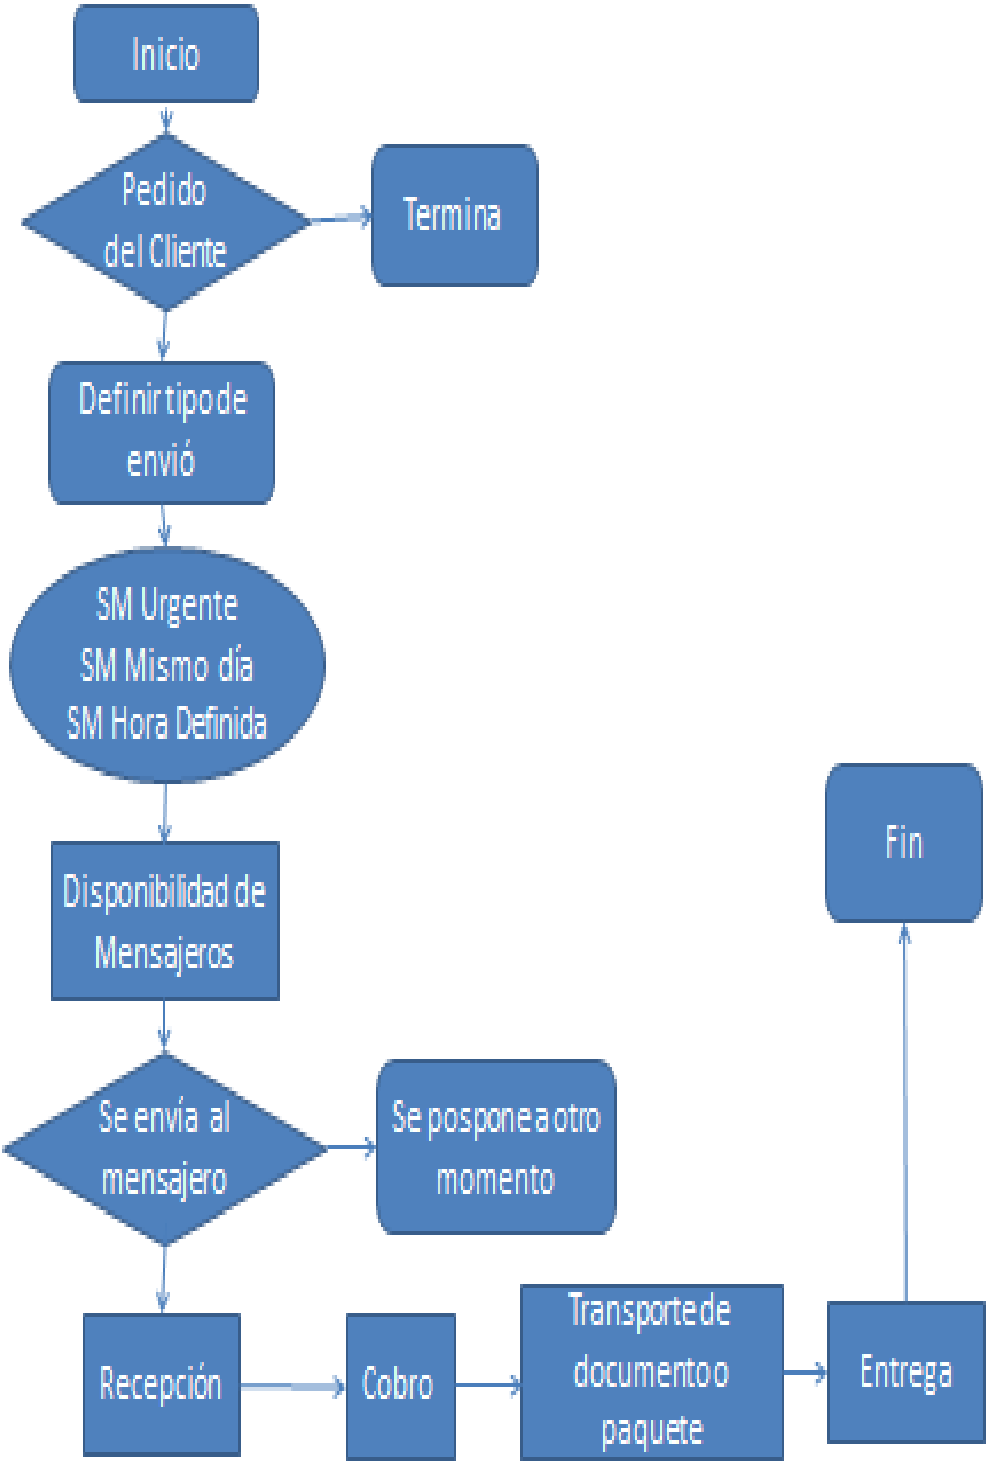 Inicio
Pedido
del Cliente
Termina
Definir tipo de
envió
SM Urgente
SM Mismo día
SM Hora Definida
Disponibilidad de
Mensajeros
Se envía al
mensajero
Se pospone a otro
momento
Recepción
Cobro
Transporte de
documento o
paquete
Entrega
Fin